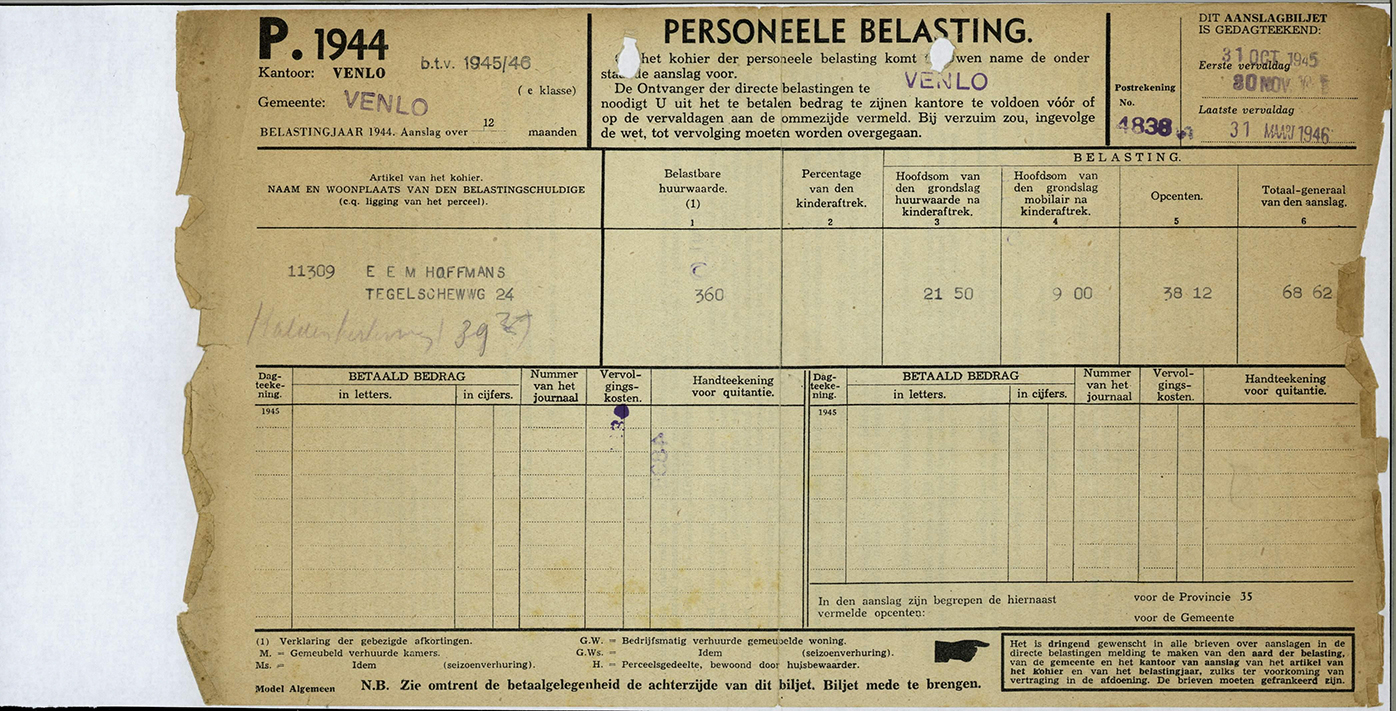 P. 1944
Kantoor: VENLO
b.t.v. 1945/46
( e klasse)
Gemeente: VENLO
BELASTINGJAAR 1944. Aanslag over 12 maanden
PERSONEELE BELASTING.
het kohier der personeele belasting komt Uwen name de onder
de aanslag voor.
De Ontvanger der directe belastingen te VENLO
noodigt U uit het te betalen bedrag te zijnen kantore te voldoen vóór of
op de vervaldagen aan de ommezijde vermeld. Bij verzuim zou, ingevolge
de wet, tot vervolging moeten worden overgegaan.
Postrekening
No.
4838
DIT AANSLAGBILJET
IS GEDAGTEEKEND:
31 OCT 1945
Eerste vervaldag
30 NOV
Laatste vervaldag
31 MAART 1946
Artikel van het kohier.
NAAM EN WOONPLAATS VAN DEN BELASTINGSCHULDIGE
(c.q. ligging van het perceel).
Belastbare
huurwaarde.
(1)
1
Percentage
van den
kinderaftrek.
2
BELASTING.
Hoofdsom van
den grondslag
huurwaarde na
kinderaftrek.
3
Hoofdsom van
den grondslag
mobilair na
kinderaftrek.
4
Opcenten.
5
Totaal-generaal
van den aanslag.
6
11309 E E M HOFFMANS
TEGELSCHEWWG 24
C
360
21 50
9 00
38 12
68 62
39
Dag-
teeke-
ning.
BETAALD BEDRAG
in letters.
in cijfers.
Nummer
van het
journaal
Vervol-
gings-
kosten.
Handteekening
voor quitantie.
1945
Dag-
teeke-
ning.
BETAALD BEDRAG
in letters.
in cijfers.
Nummer
van het
journaal
Vervol-
gings-
kosten.
Handteekening
voor quitantie.
1945
In den aanslag zijn begrepen de hiernaast
vermelde opcenten:
voor de Provincie 35
voor de Gemeente
(1) Verklaring der gebezigde afkortingen.
M. = Gemeubeld verhuurde kamers.
Ms. = Idem (seizoenverhuring).
G.W. = Bedrijfsmatig verhuurde gemeubelde woning.
G.Ws. = Idem (seizoenverhuring).
H. = Perceelsgedeelte, bewoond door huisbewaarder.
Het is dringend gewenscht in alle brieven over aanslagen in de
directe belastingen melding te maken van den aard der belasting,
van de gemeente en het kantoor van aanslag van het artikel van
het kohier en van het belastingjaar, zulks ter voorkoming van
vertraging in de afdoening. De brieven moeten gefrankeerd zijn.
Model Algemeen
N.B. Zie omtrent de betaalgelegenheid de achterzijde van dit biljet. Biljet mede te brengen.